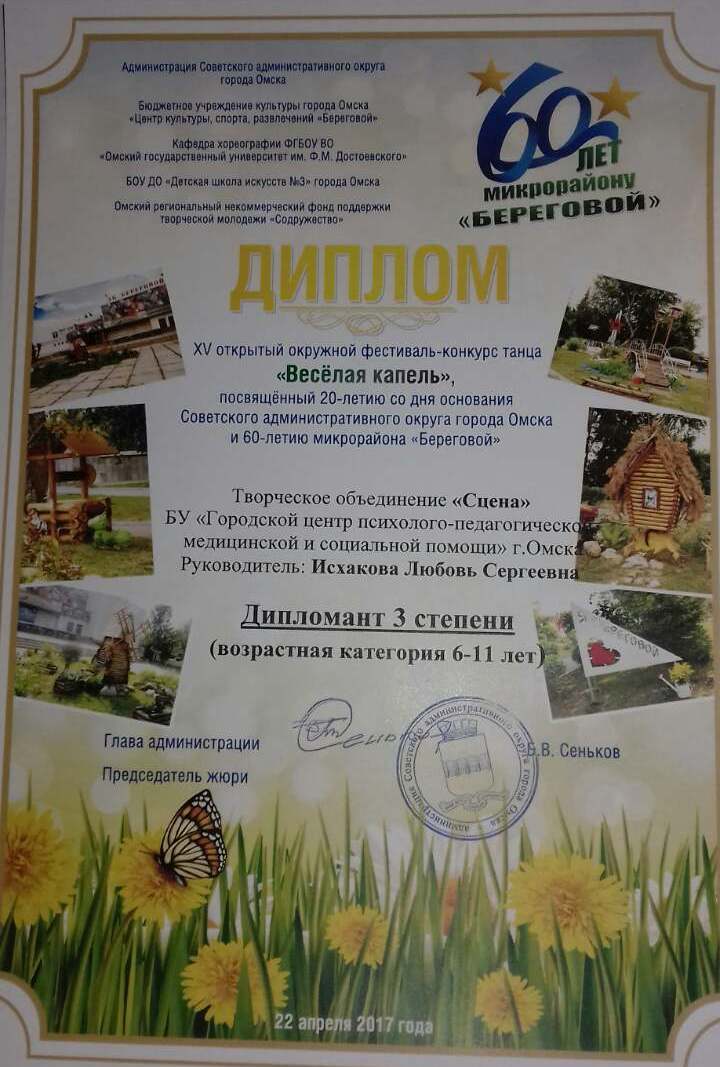 Администрация Советского административного округа
города Омска
Бюджетное учреждение культуры города Омска
«Центр культуры, спорта, развлечений «Береговой»
Кафедра хореографии ФГБОУ ВО
«Омский государственный университет им. Ф.М. Достоевского»
БОУ ДО «Детская школа искусств №3» города Омска
Омский региональный некоммерческий фонд поддержки
творческой молодежи «Содружество»
60
ЛЕТ
микрорайону
«БЕРЕГОВОЙ»
ДИПЛОМ
XV открытый окружной фестиваль-конкурс танца
«Весёлая капель»,
посвящённый 20-летию со дня основания
Советского административного округа города Омска
и 60-летию микрорайона «Береговой»
Творческое объединение «Сцена»
БУ «Городской центр психолого-педагогической
медицинской и социальной помощи» г.Омска
Руководитель: Исхакова Любовь Сергеевна
Дипломант 3 степени
(возрастная категория 6-11 лет)
Глава администрации
Б.В. Сеньков
Председатель жюри
администрация Советского административного округа города Омска
22 апреля 2017 года